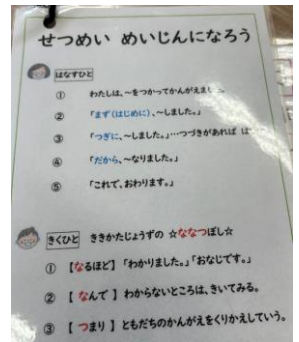 せつめい めいじんになろう
はなすひと
① わたしは、~をつかってかんがえまし
② 「まず(はじめに)、~しました。」
③ 「つぎに、~しました。」…つづきがあれば
④ 「だから、~なりました。」
⑤ 「これで、おわります。」
きくひと ききかたじょうずの ☆ななつぼし☆
① 【なるほど】「わかりました。」「おなじです。」
② 【 なんで 】わからないところは、きいてみる。
③ 【 つまり 】ともだちのかんがえをくりかえしていう。